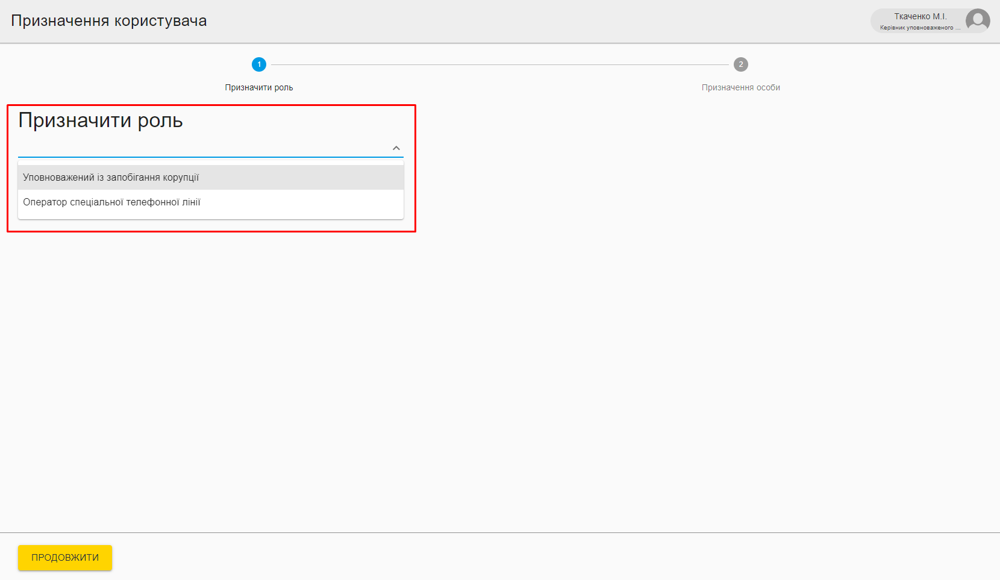 Призначення користувача
Ткаченко М.І.
Керівник уповноваженого ...
1
2
Призначити роль
Призначення особи
Призначити роль
Уповноважений із запобігання корупції
Оператор спеціальної телефонної лінії
ПРОДОВЖИТИ